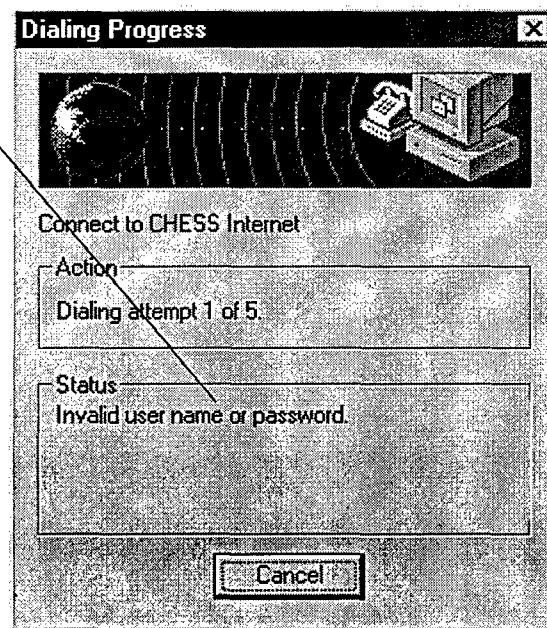 Dialing Progress
Connect to CHESS Internet
Action
Dialing attempt 1 of 5.
Status
Invalid user name or password.
Cancel